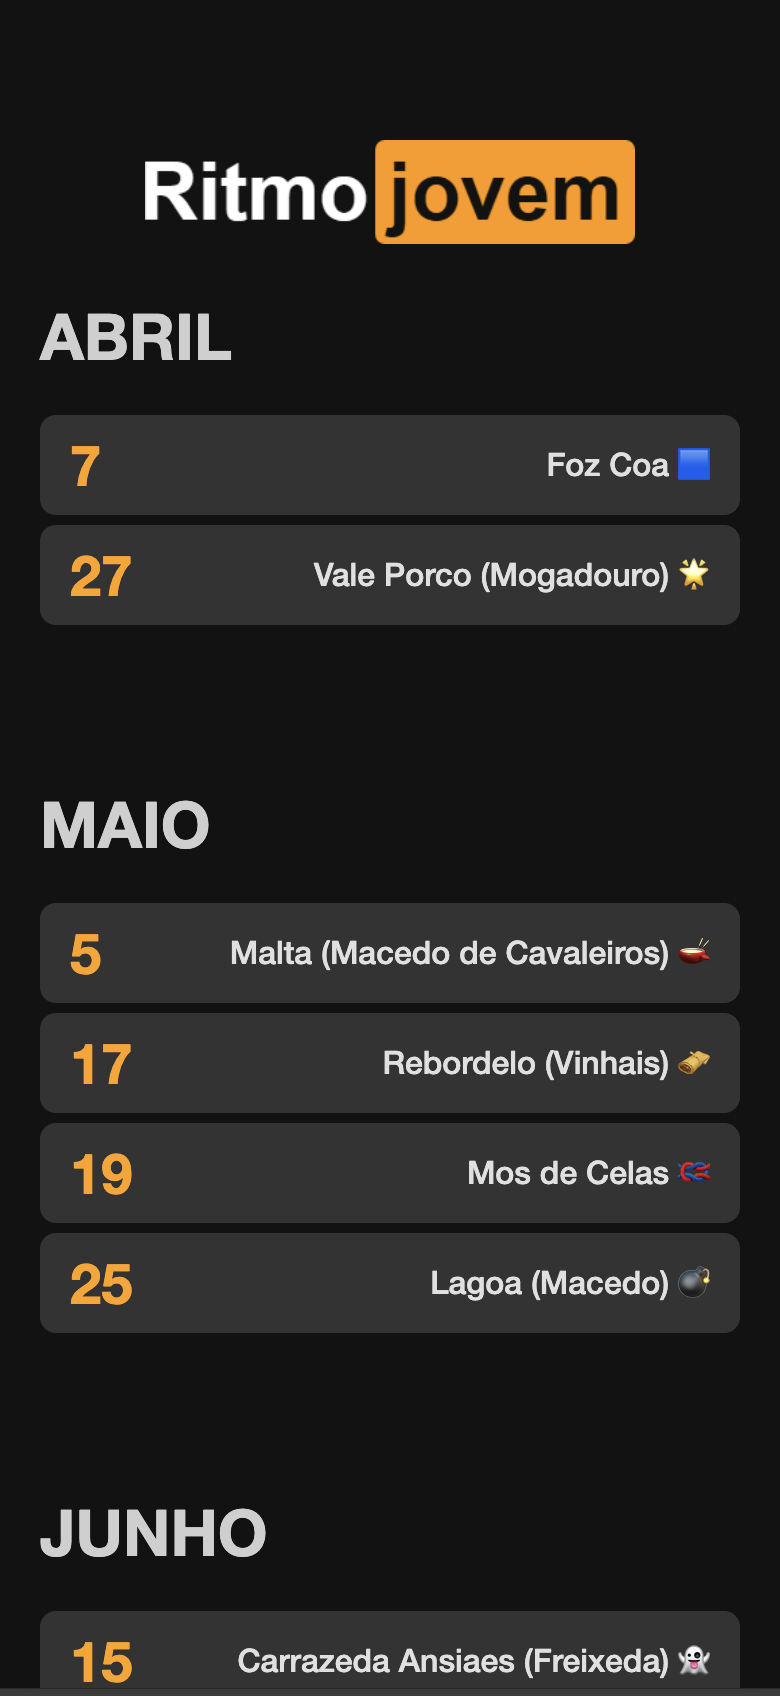 Ritmo jovem
ABRIL
7 Foz Coa 🟦
27 Vale Porco (Mogadouro) 🌟
MAIO
5 Malta (Macedo de Cavaleiros) 🥣
17 Rebordelo (Vinhais) 🪵
19 Mos de Celas 🪢
25 Lagoa (Macedo) 💣
JUNHO
15 Carrazeda Ansiaes (Freixeda) 👻